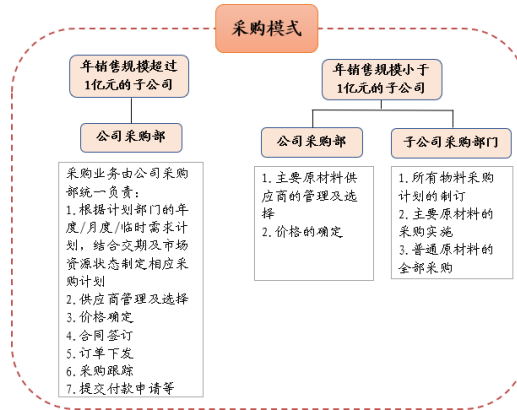 采购模式
年销售规模超过
1亿元的子公司
公司采购部
采购业务由公司采购
部统一负责：
1. 根据计划部门的年
度/月度/临时需求计
划，结合交期及市场
资源状态制定相应采
购计划
2. 供应商管理及选择
3. 价格确定
4. 合同签订
5. 订单下发
6. 采购跟踪
7. 提交付款申请等
年销售规模小于
1亿元的子公司
公司采购部
1. 主要原材料供
应商的管理及选
择
2. 价格的确定
子公司采购部门
1. 所有物料采购
计划的制订
2. 主要原材料的
采购实施
3. 普通原材料的
全部采购